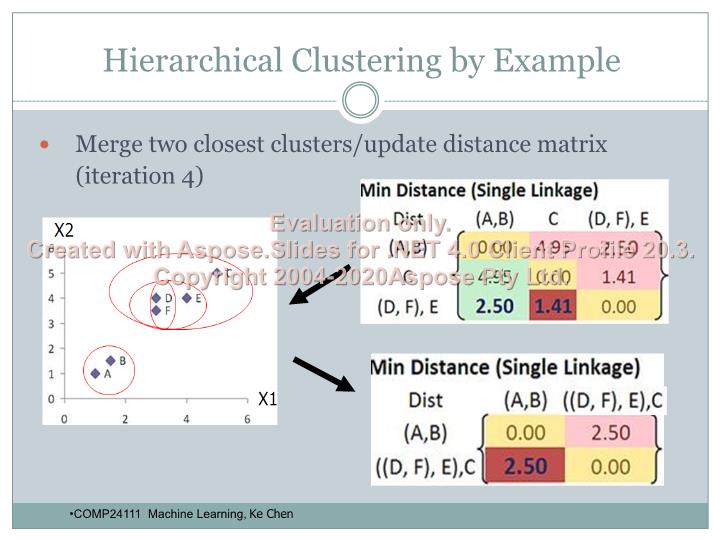 Hierarchical Clustering by Example
Merge two closest clusters/update distance matrix
(iteration 4)
Evaluation only.
Created with Aspose.Slides for .NET 4.0 Client Profile 20.3.
Copyright 2004-2020Aspose Pty Ltd.
X2
5
4
3
2
1
0
0 2 4 6
X1
D
E
F
B
A
Min Distance (Single Linkage)
Dist (A,B) C (D, F), E
(A,B) 0.00 4.95 2.50
C 4.95 0.00 1.41
(D, F), E 2.50 1.41 0.00
Min Distance (Single Linkage)
Dist (A,B) ((D, F), E),C
(A,B) 0.00 2.50
((D, F), E),C 2.50 0.00
•COMP24111 Machine Learning, Ke Chen